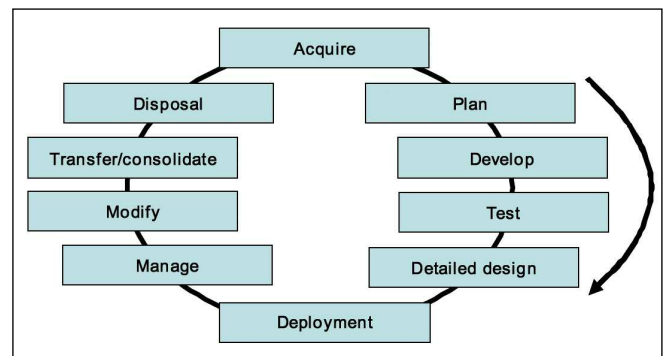 Acquire
Disposal
Plan
Transfer/consolidate
Develop
Modify
Test
Manage
Detailed design
Deployment